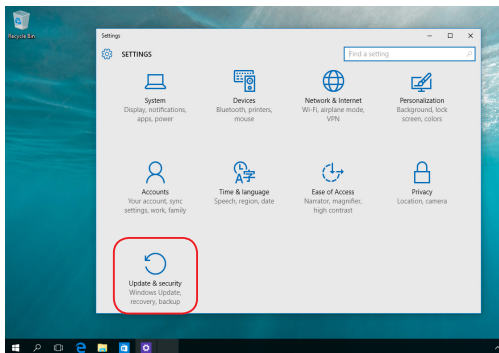 Recycle Bin
Settings
SETTINGS
Find a setting
System
Display, notifications,
apps, power
Devices
Bluetooth, printers,
mouse
Network & Internet
Wi-Fi, airplane mode,
VPN
Personalization
Background, lock
screen, colors
Accounts
Your account, sync
settings, work, family
Time & language
Speech, region, date
Ease of Access
Narrator, magnifier,
high contrast
Privacy
Location, camera
Update & security
Windows Update,
recovery, backup